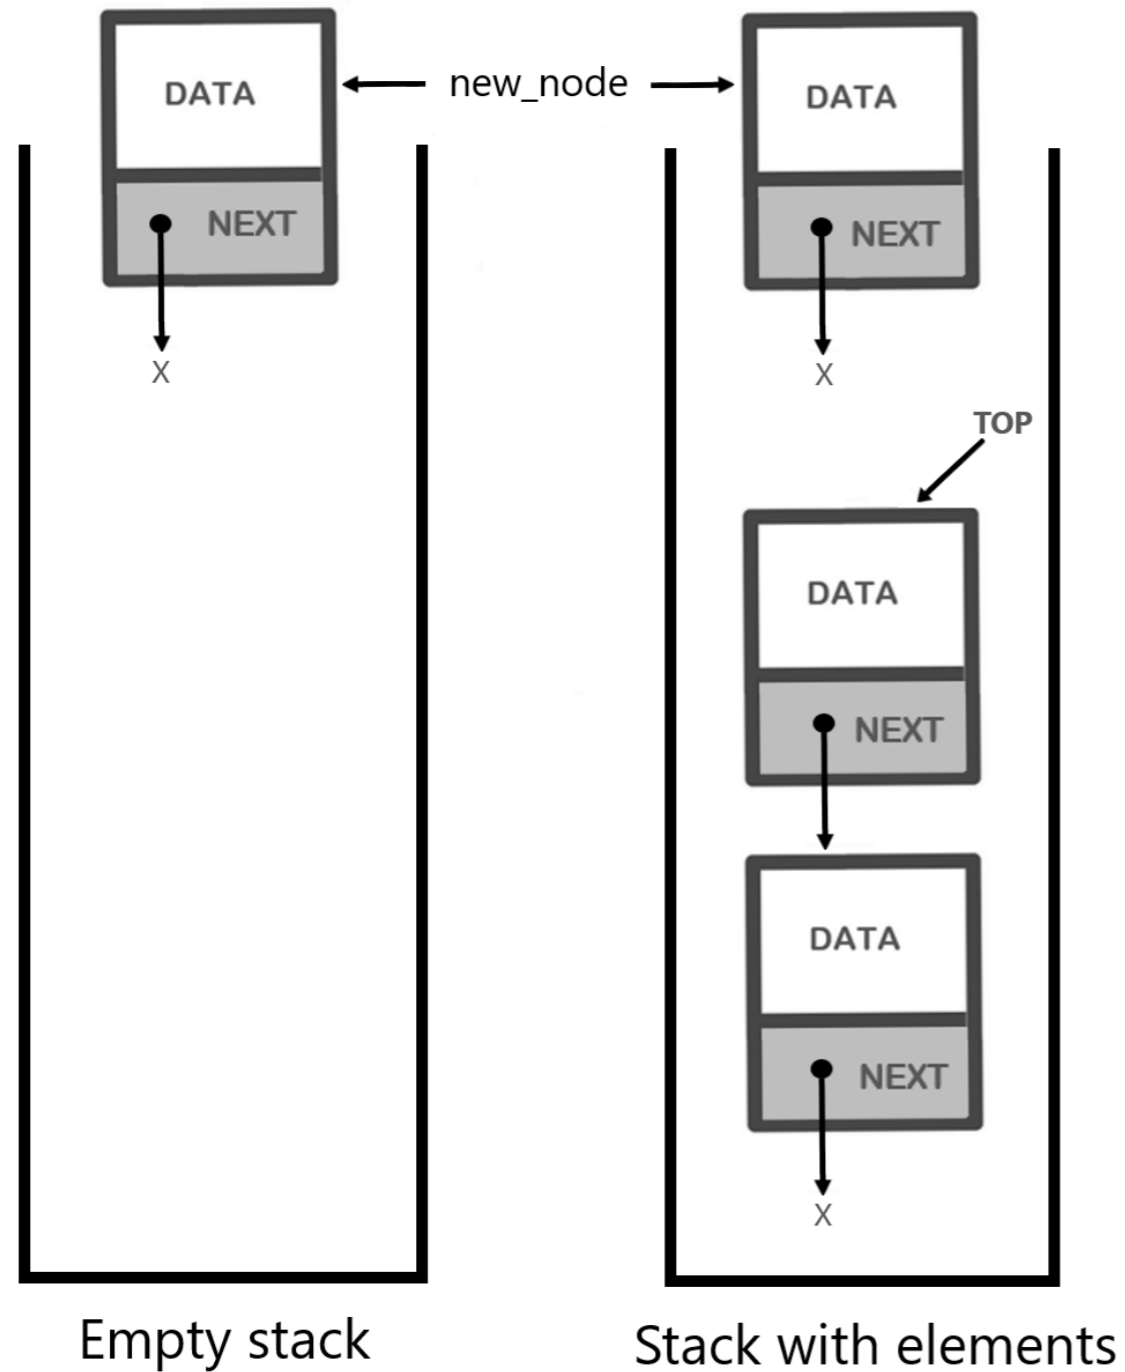 DATA
new_node
DATA
NEXT
NEXT
X
X
TOP
DATA
NEXT
DATA
NEXT
X
Empty stack
Stack with elements